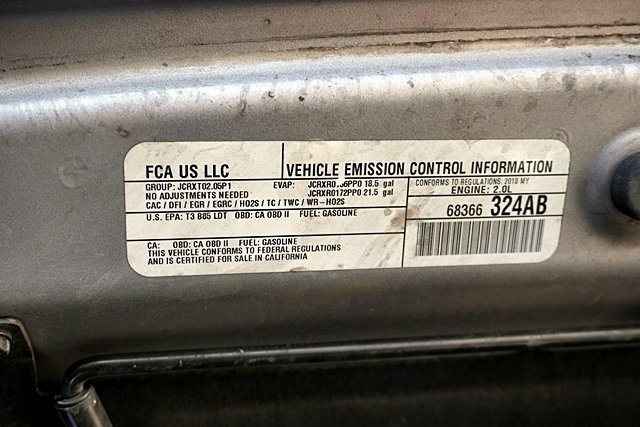 FCA US LLC
VEHICLE EMISSION CONTROL INFORMATION
GROUP: JCRXT02.05P1
NO ADJUSTMENTS NEEDED
EVAP: 18.5 gal
JCRXR0172PP0 21.5 gal
CAC / DFI / EGR / EGRC / HO2S / TC / TWC / WR-HO2S
U.S. EPA: T3 B85 LDT OBD: CA OBD II FUEL: GASOLINE
CA: OBD: CA OBD II FUEL: GASOLINE
THIS VEHICLE CONFORMS TO FEDERAL REGULATIONS
AND IS CERTIFIED FOR SALE IN CALIFORNIA
CONFORMS TO REGULATIONS: 2018 MY
ENGINE: 2.0L
68366 324AB